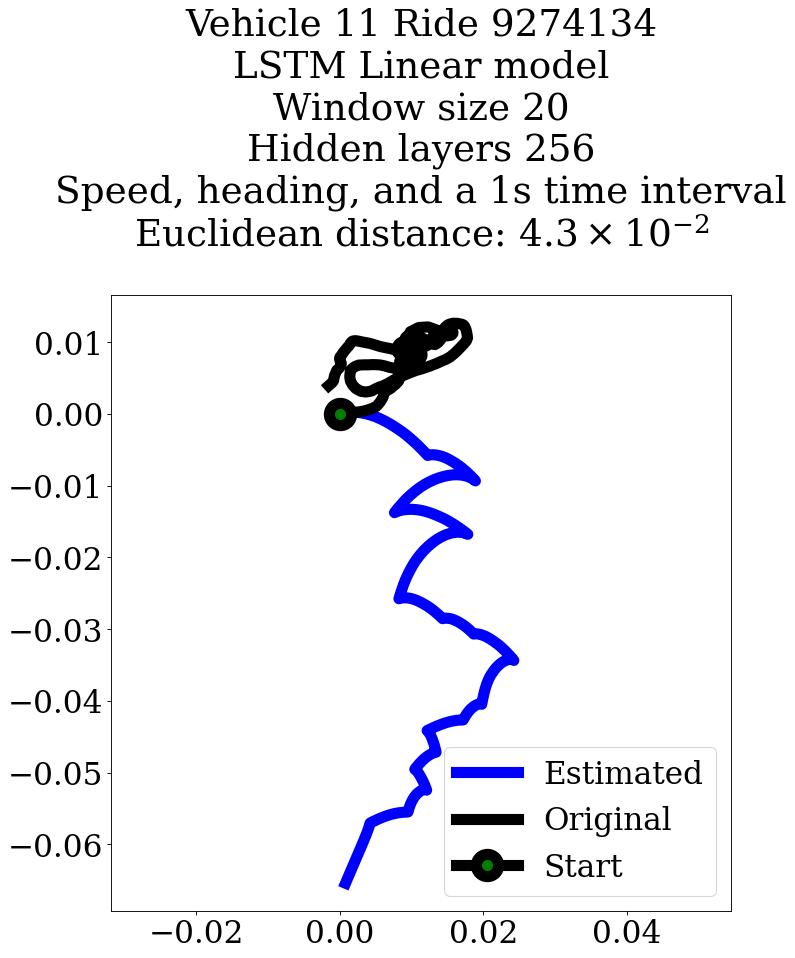 Vehicle 11 Ride 9274134
LSTM Linear model
Window size 20
Hidden layers 256
Speed, heading, and a 1s time interval
Euclidean distance: 4.3 × 10⁻²
0.01
0.00
−0.01
−0.02
−0.03
−0.04
−0.05
−0.06
Estimated
Original
Start
−0.02 0.00 0.02 0.04